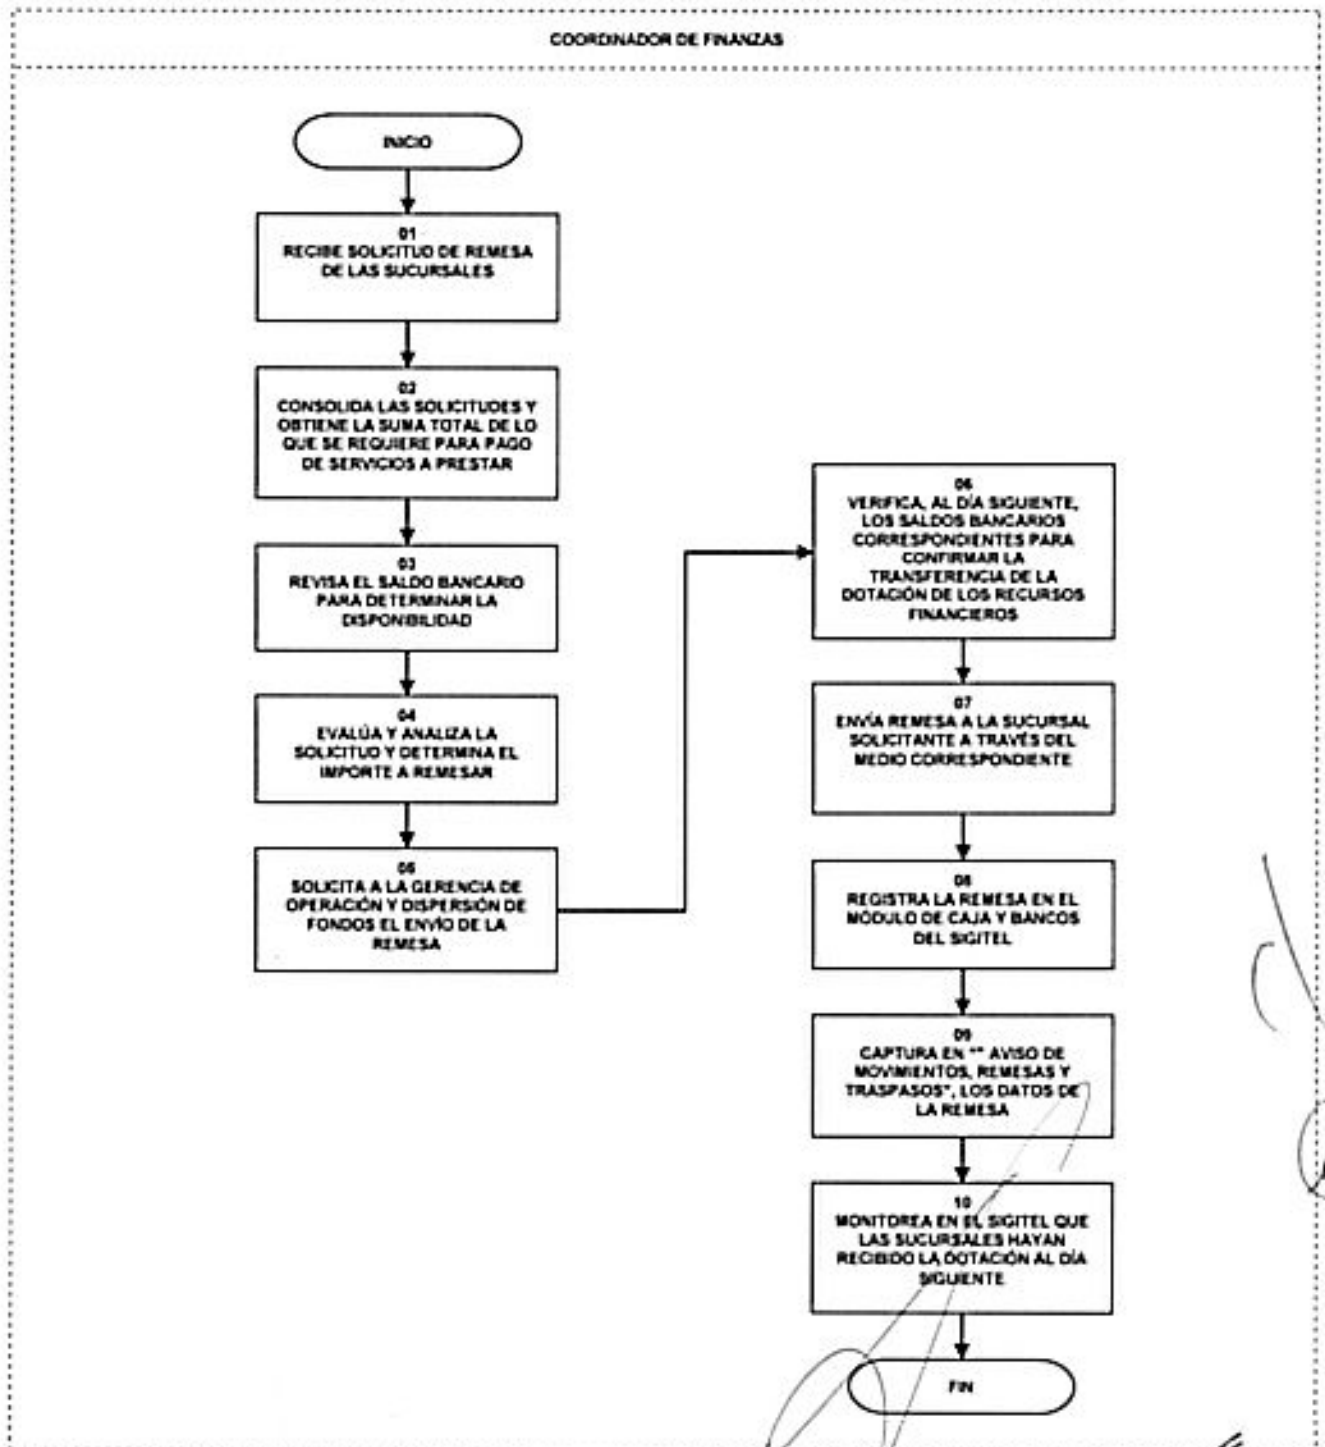 COORDINADOR DE FINANZAS
INICIO
01
RECIBE SOLICITUD DE REMESA
DE LAS SUCURSALES
02
CONSOLIDA LAS SOLICITUDES Y
OBTIENE LA SUMA TOTAL DE LO
QUE SE REQUIERE PARA PAGO
DE SERVICIOS A PRESTAR
03
REVISA EL SALDO BANCARIO
PARA DETERMINAR LA
DISPONIBILIDAD
04
EVALÚA Y ANALIZA LA
SOLICITUD Y DETERMINA EL
IMPORTE A REMESAR
05
SOLICITA A LA GERENCIA DE
OPERACIÓN Y DISPERSIÓN DE
FONDOS EL ENVÍO DE LA
REMESA
06
VERIFICA, AL DÍA SIGUIENTE,
LOS SALDOS BANCARIOS
CORRESPONDIENTES PARA
CONFIRMAR LA
TRANSFERENCIA DE LA
DOTACIÓN DE LOS RECURSOS
FINANCIEROS
07
ENVÍA REMESA A LA SUCURSAL
SOLICITANTE A TRAVÉS DEL
MEDIO CORRESPONDIENTE
08
REGISTRA LA REMESA EN EL
MÓDULO DE CAJA Y BANCOS
DEL SIGITEL
09
CAPTURA EN "" AVISO DE
MOVIMIENTOS, REMESAS Y
TRASPASOS", LOS DATOS DE
LA REMESA
10
MONITOREA EN EL SIGITEL QUE
LAS SUCURSALES HAYAN
RECIBIDO LA DOTACIÓN AL DÍA
SIGUIENTE
FIN